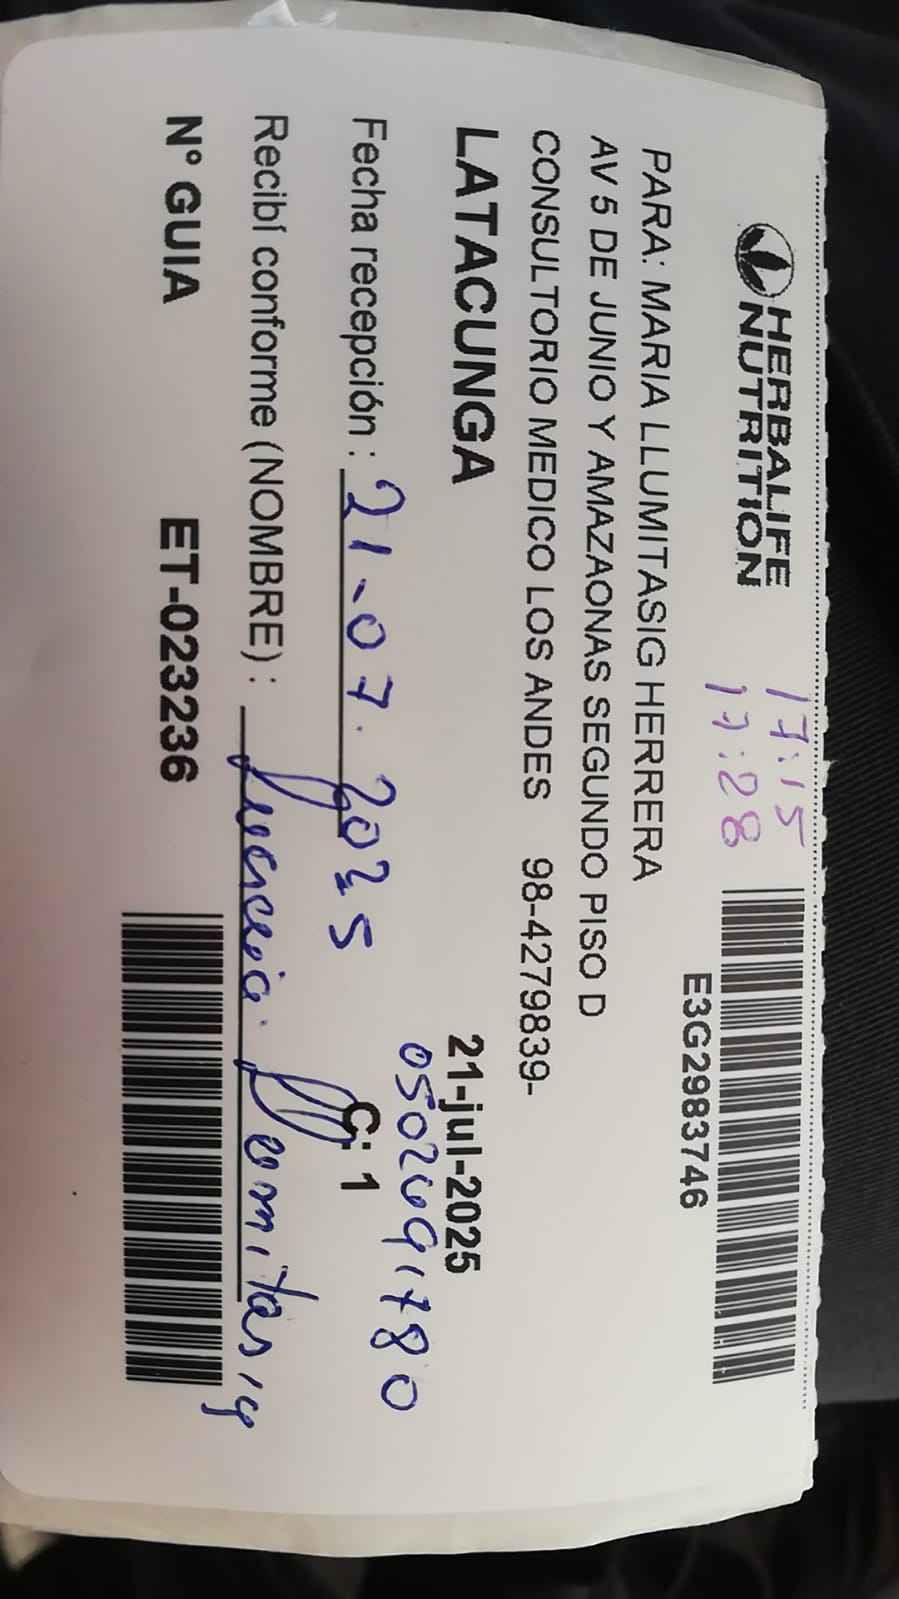 HERBALIFE
NUTRITION
17:15
17:28
E3G2983746
PARA: MARIA LLUMITASIG HERRERA
AV 5 DE JUNIO Y AMAZAONAS SEGUNDO PISO D
CONSULTORIO MEDICO LOS ANDES 98-4279839-
LATACUNGA 21-jul-2025
0502691780
Fecha recepción : 21-07-2025 C: 1
Recibí conforme (NOMBRE) : Llumitasig
N° GUIA ET-023236